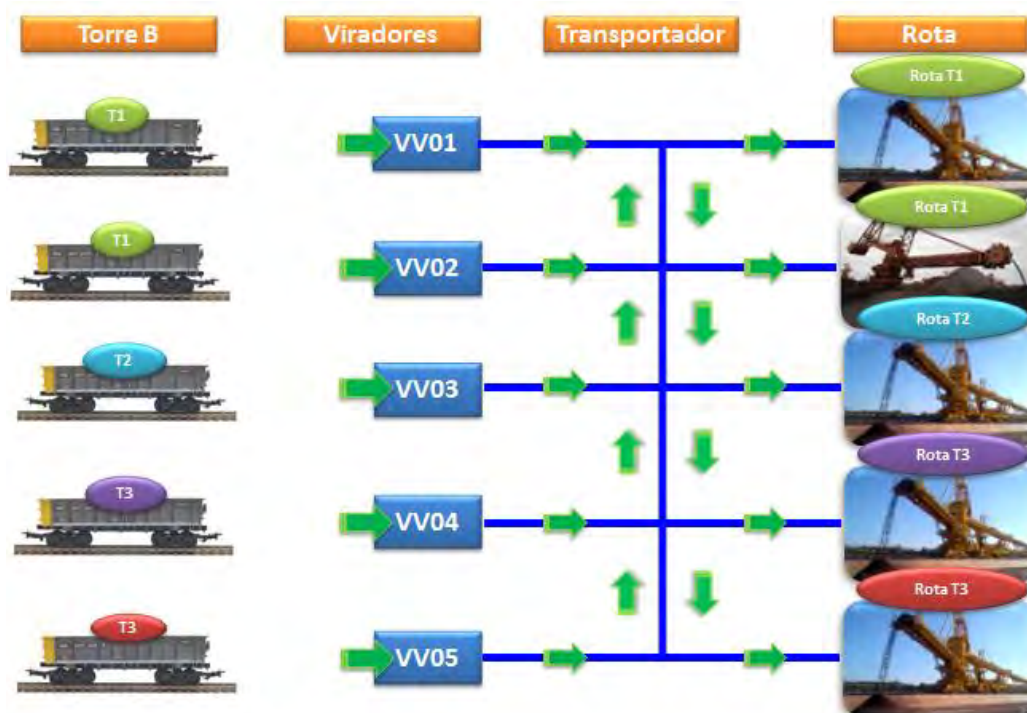 Torre B
Viradores
Transportador
Rota
Rota T1
T1
VV01
Rota T1
T1
VV02
Rota T2
T2
VV03
Rota T3
T3
VV04
Rota T3
T3
VV05